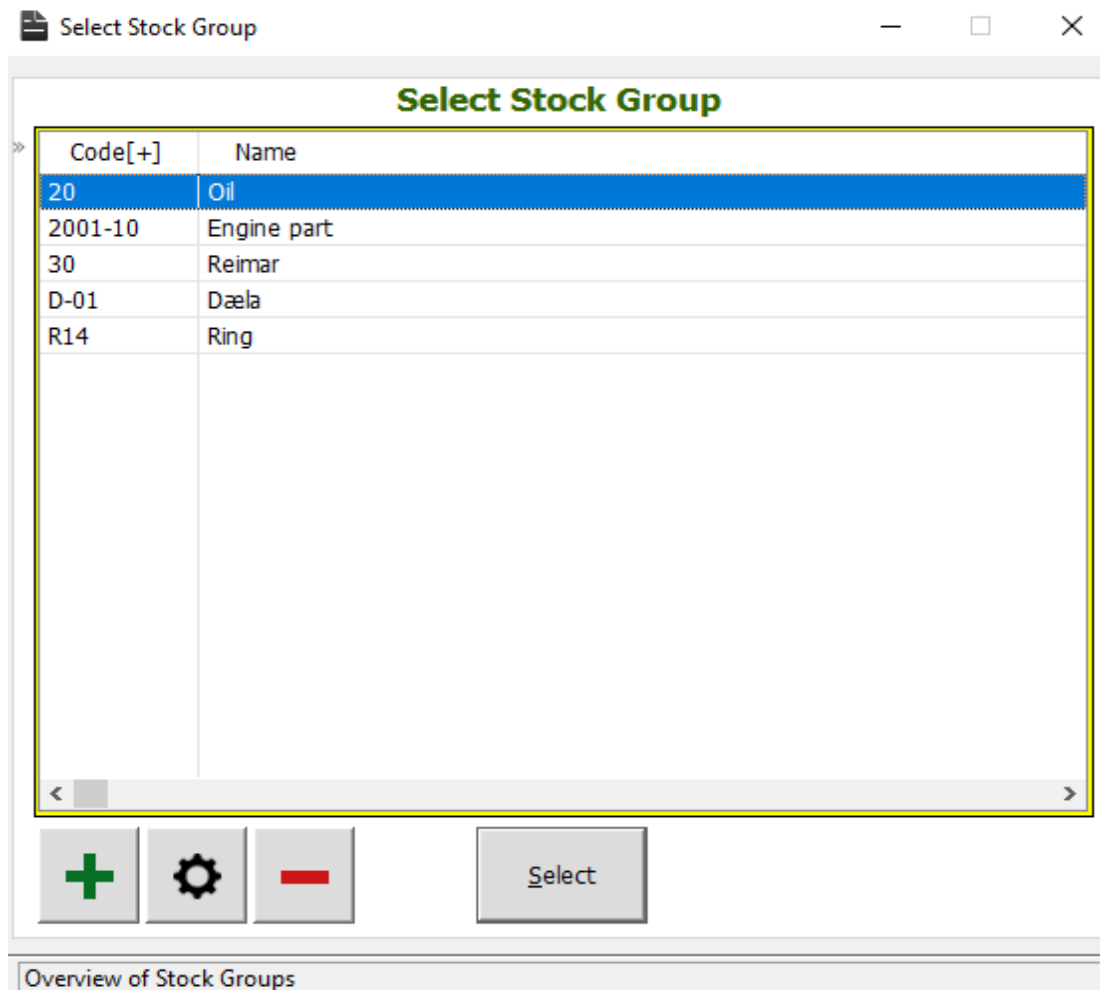 Select Stock Group
Select Stock Group
» Code[+] Name
20 Oil
2001-10 Engine part
30 Reimar
D-01 Dæla
R14 Ring
Select
Overview of Stock Groups